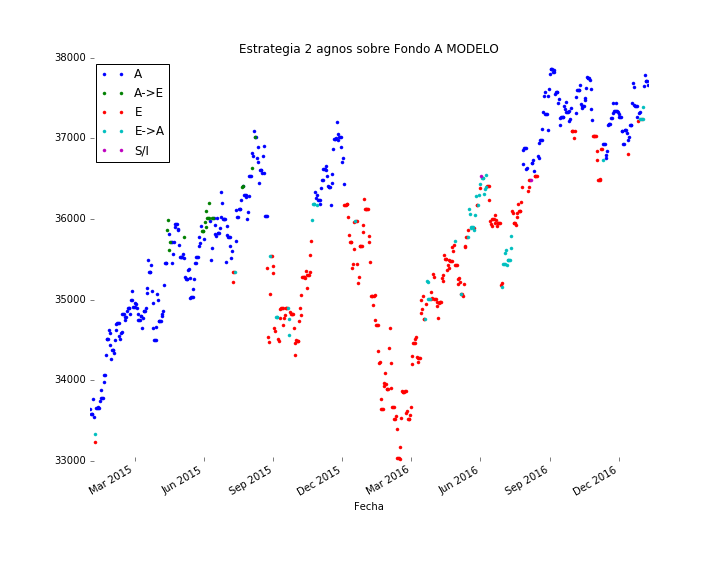 Estrategia 2 agnos sobre Fondo A MODELO
38000
37000
36000
35000
34000
33000
A
A->E
E
E->A
S/I
Mar 2015
Jun 2015
Sep 2015
Dec 2015
Mar 2016
Jun 2016
Sep 2016
Dec 2016
Fecha